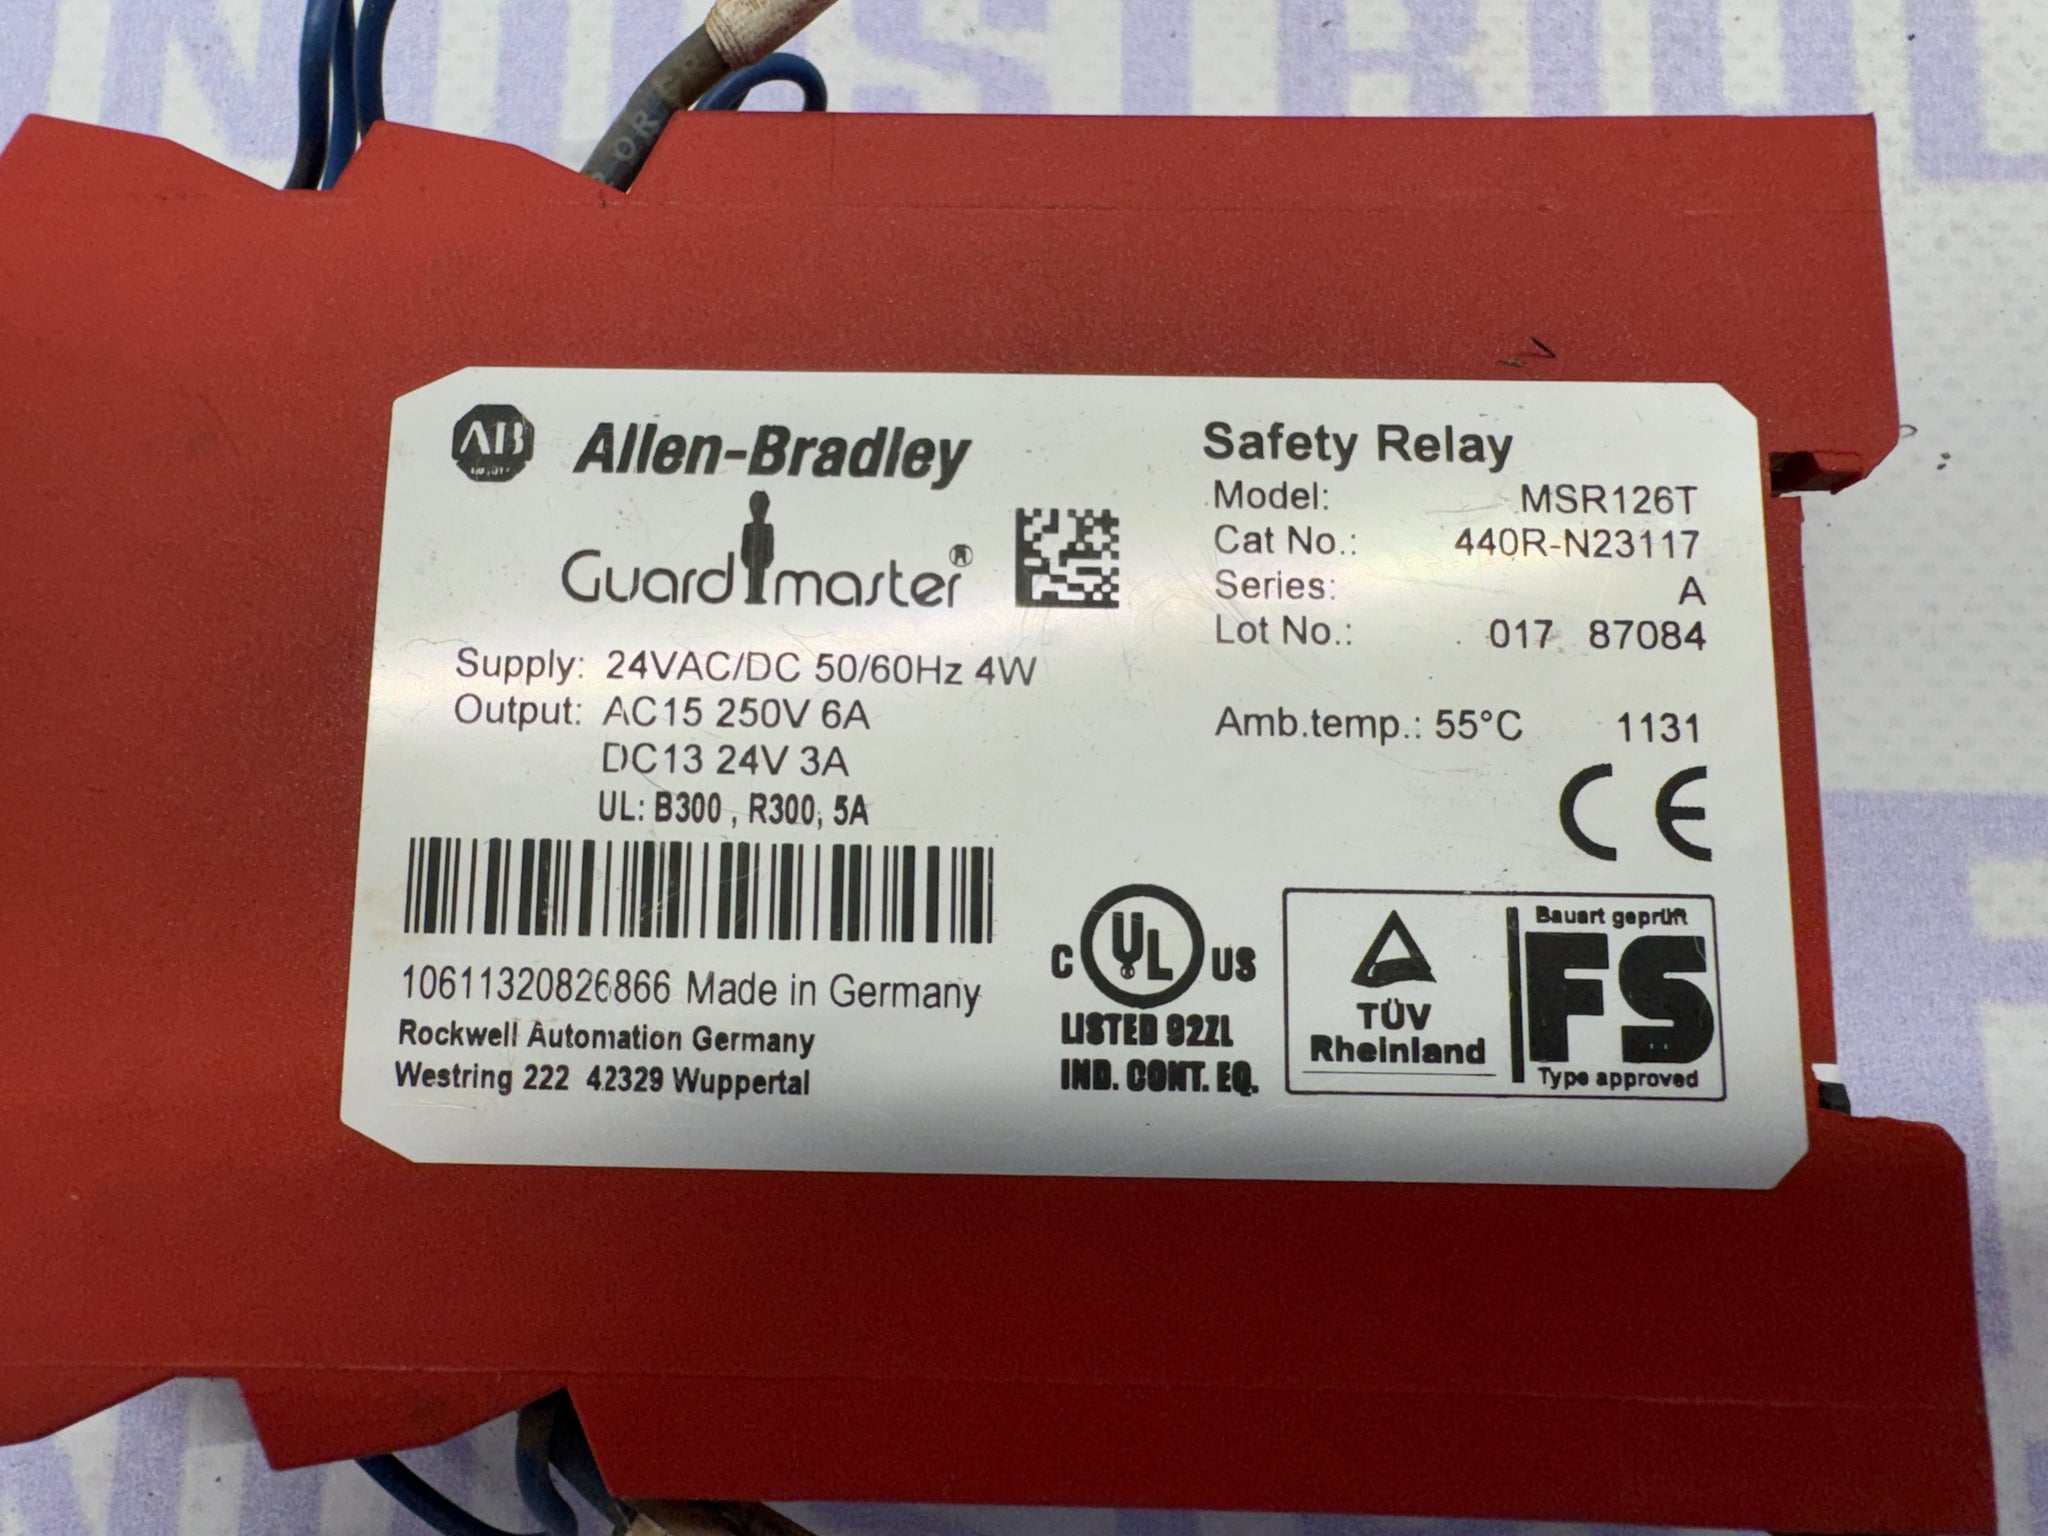 Allen-Bradley
Guardmaster®
Supply: 24VAC/DC 50/60Hz 4W
Output: AC15 250V 6A
DC13 24V 3A
UL: B300 , R300, 5A
10611320826866 Made in Germany
Rockwell Automation Germany
Westring 222 42329 Wuppertal
Safety Relay
Model: MSR126T
Cat No.: 440R-N23117
Series: A
Lot No.: 017 87084
Amb.temp.: 55°C 1131
CE
C UL US
LISTED 92ZL
IND. CONT. EQ.
TÜV
Rheinland
Bauart geprüft
FS
Type approved